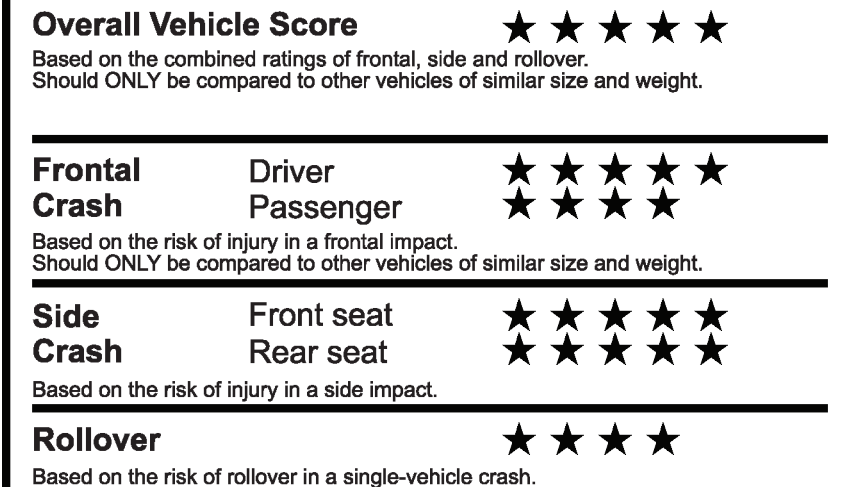 Overall Vehicle Score ★ ★ ★ ★ ★
Based on the combined ratings of frontal, side and rollover.
Should ONLY be compared to other vehicles of similar size and weight.
Frontal Driver ★ ★ ★ ★ ★
Crash Passenger ★ ★ ★ ★
Based on the risk of injury in a frontal impact.
Should ONLY be compared to other vehicles of similar size and weight.
Side Front seat ★ ★ ★ ★ ★
Crash Rear seat ★ ★ ★ ★ ★
Based on the risk of injury in a side impact.
Rollover ★ ★ ★ ★
Based on the risk of rollover in a single-vehicle crash.